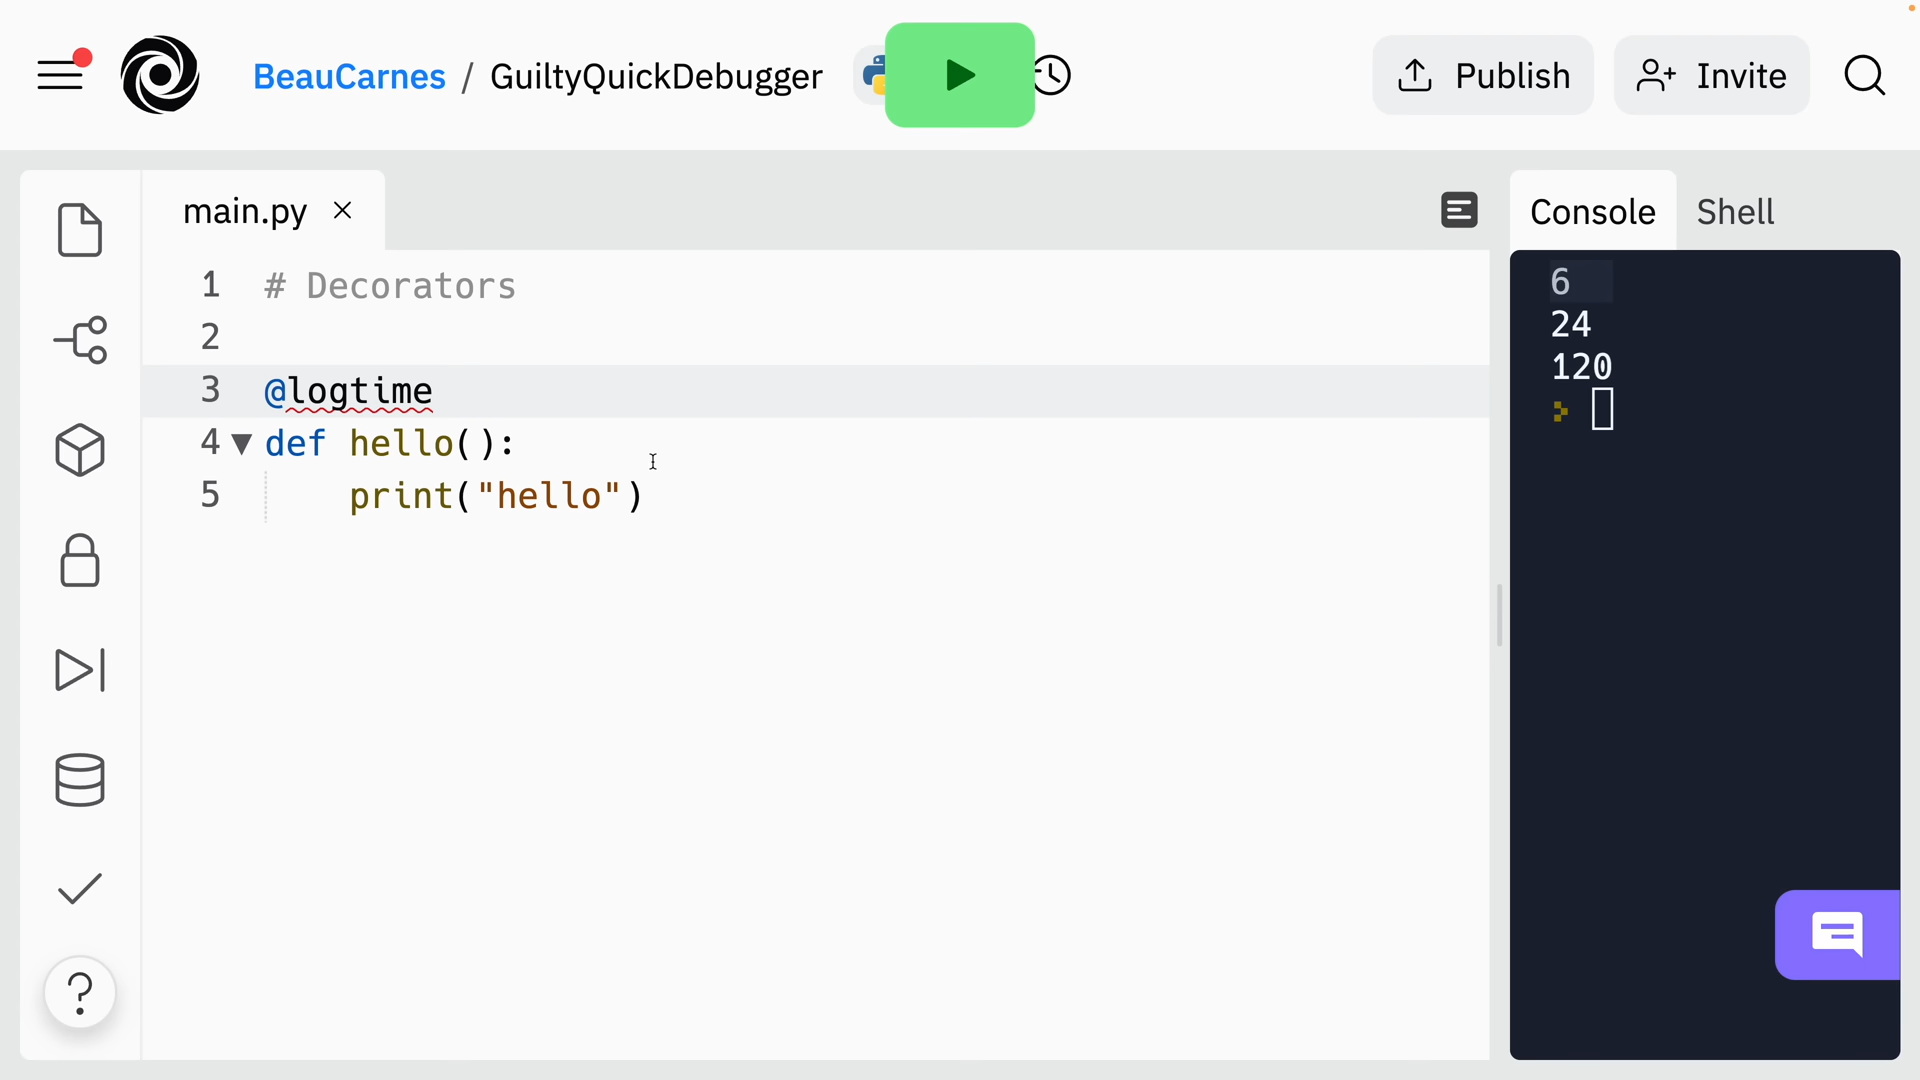 BeauCarnes / GuiltyQuickDebugger
Publish
Invite
main.py
1 # Decorators
2
3 @logtime
4 def hello():
5 print("hello")
Console
Shell
6
24
120